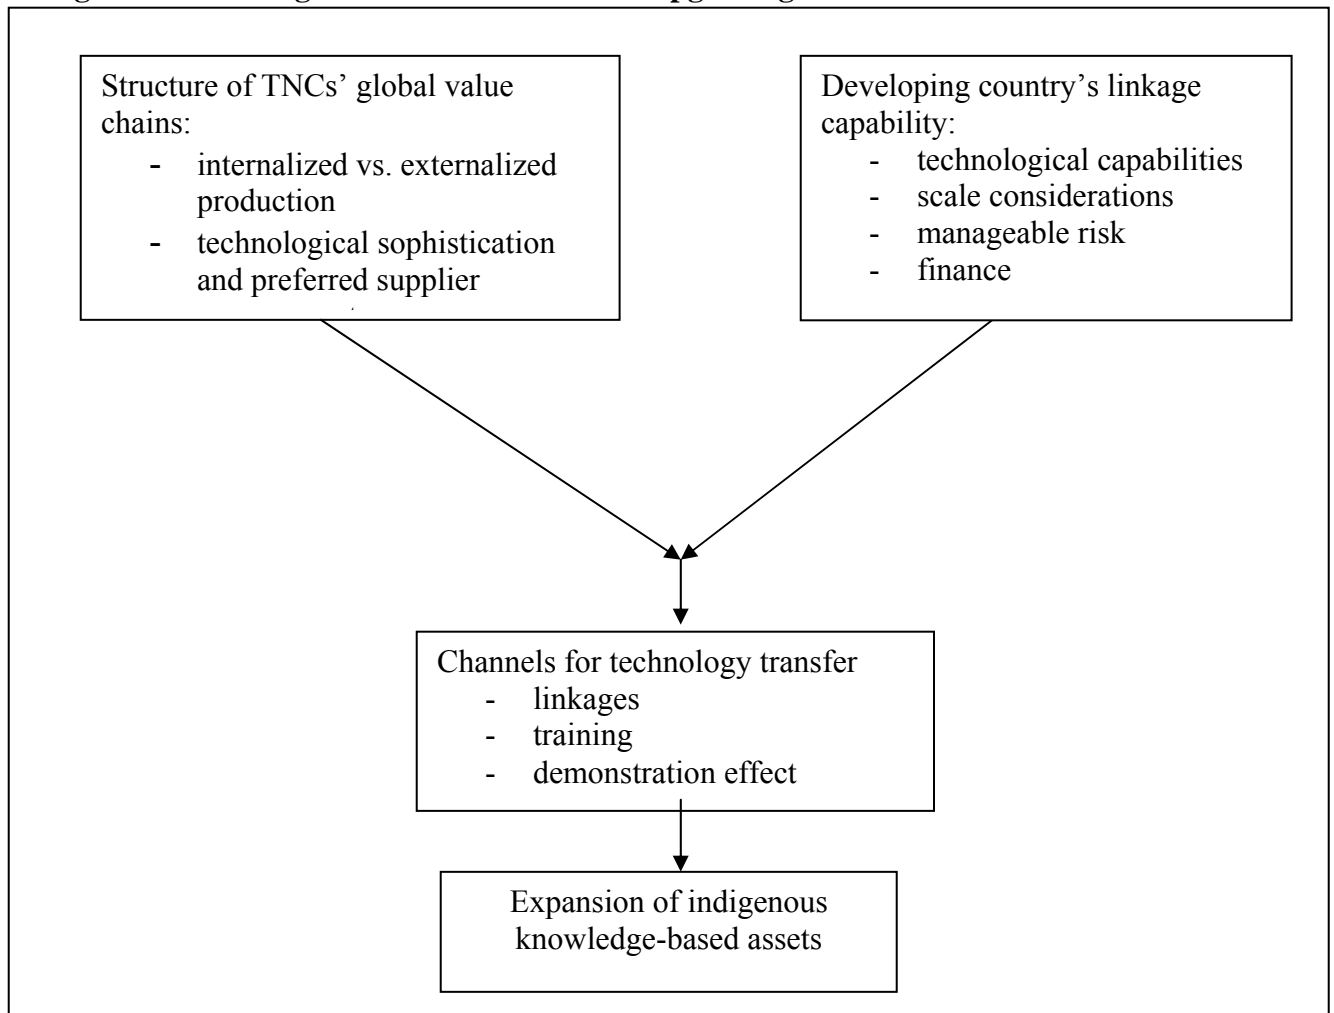 Structure of TNCs’ global value
chains:
- internalized vs. externalized
production
- technological sophistication
and preferred supplier
Developing country’s linkage
capability:
- technological capabilities
- scale considerations
- manageable risk
- finance
Channels for technology transfer
- linkages
- training
- demonstration effect
Expansion of indigenous
knowledge-based assets